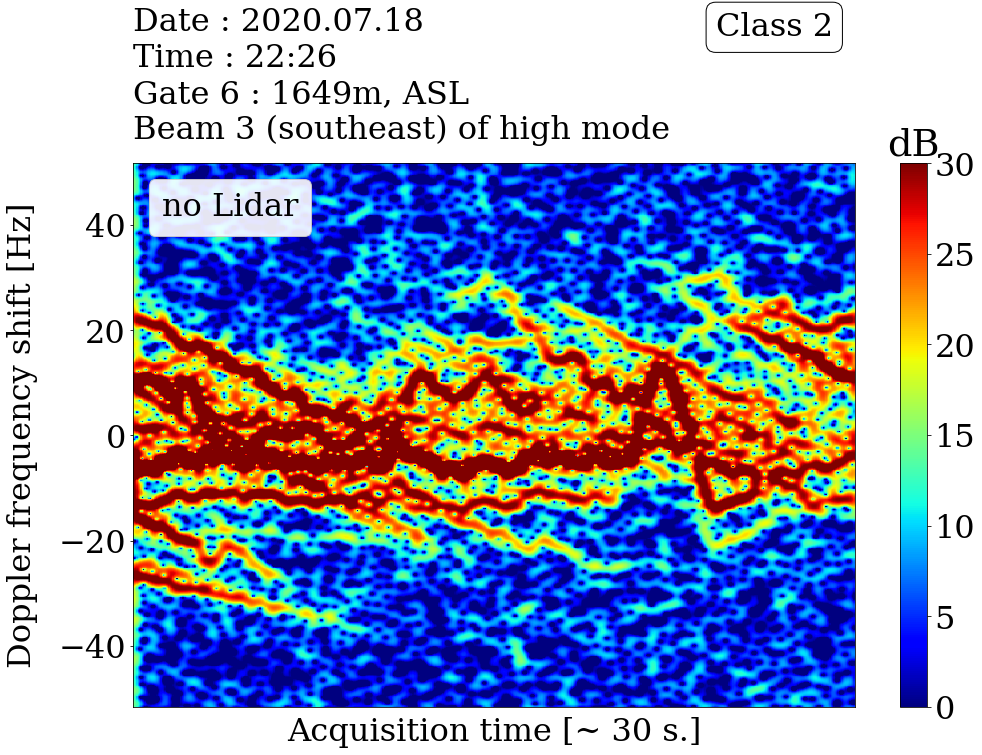 Date : 2020.07.18
Time : 22:26
Gate 6 : 1649m, ASL
Beam 3 (southeast) of high mode
Class 2
dB
no Lidar
Doppler frequency shift [Hz]
40
20
0
−20
−40
30
25
20
15
10
5
0
Acquisition time [~ 30 s.]